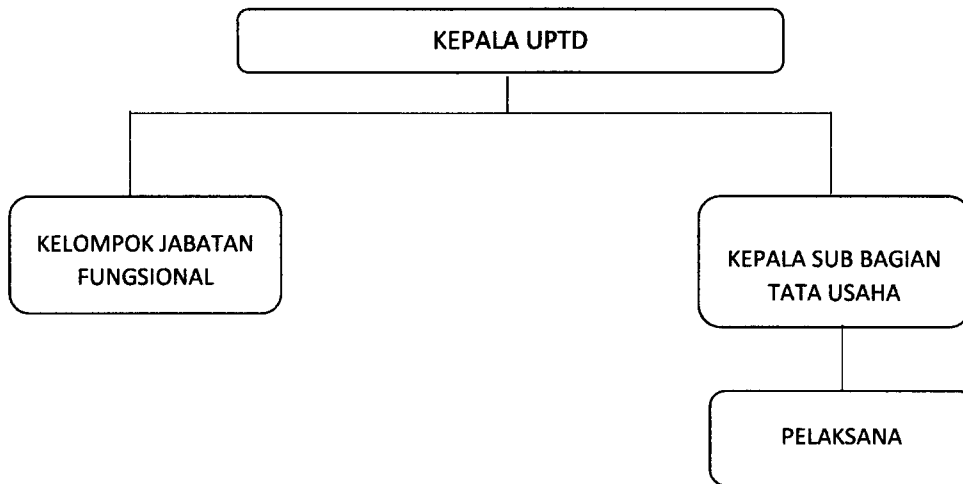 KEPALA UPTD
KELOMPOK JABATAN
FUNGSIONAL
KEPALA SUB BAGIAN
TATA USAHA
PELAKSANA